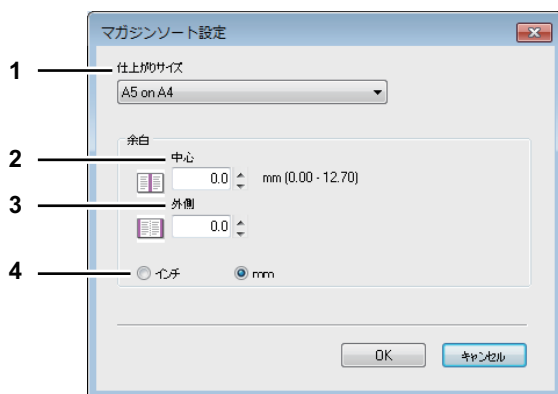 マガジンソート設定
1
仕上がりサイズ
A5 on A4
余白
2
中心
0.0 mm (0.00 - 12.70)
3
外側
0.0
4
インチ mm
OK キャンセル